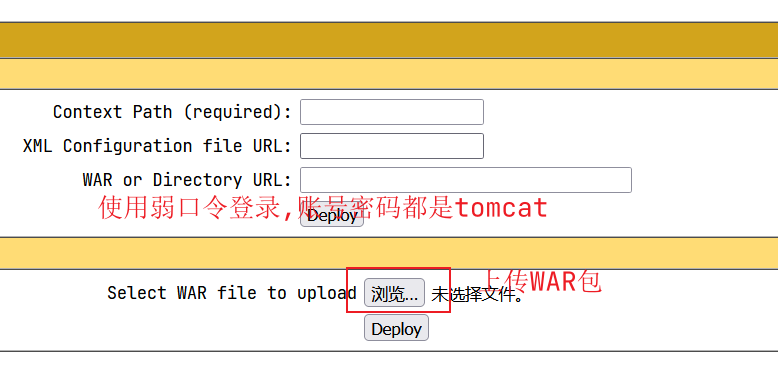 Context Path (required):
XML Configuration file URL:
WAR or Directory URL:
使用弱口令登录,账号密码都是tomcat
Deploy
上传WAR包
Select WAR file to upload 浏览... 未选择文件。
Deploy